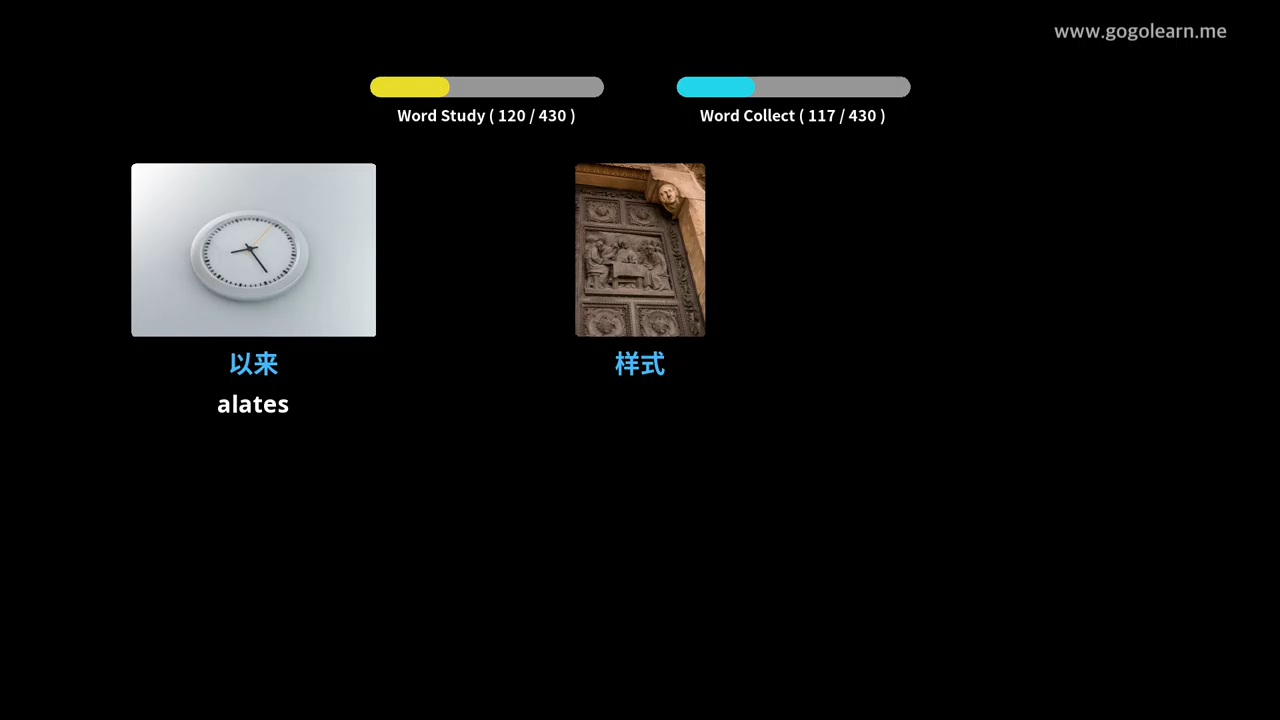 www.gogolearn.me
Word Study ( 120 / 430 )
Word Collect ( 117 / 430 )
以来
样式
alates